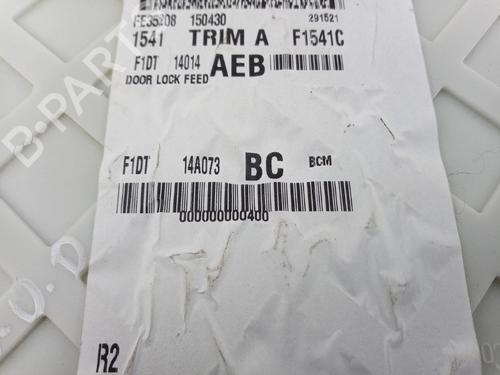 FE35208 150430 291521
1541 TRIM A F1541C
F1DT 14014 AEB
DOOR LOCK FEED
F1DT 14A073 BC BCM
000000000400
R2
B-PARTS